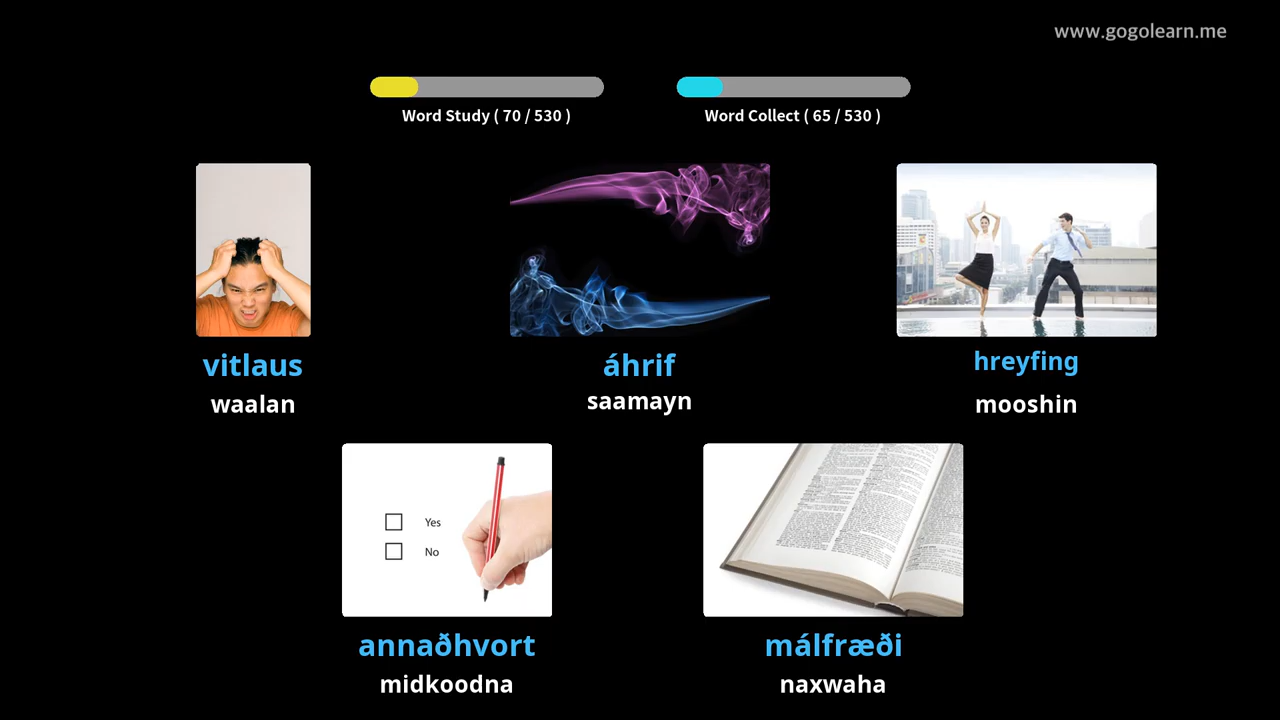 www.gogolearn.me
Word Study ( 70 / 530 )
Word Collect ( 65 / 530 )
vitlaus
waalan
áhrif
saamayn
hreyfing
mooshin
Yes
No
annaðhvort
midkoodna
málfræði
naxwaha